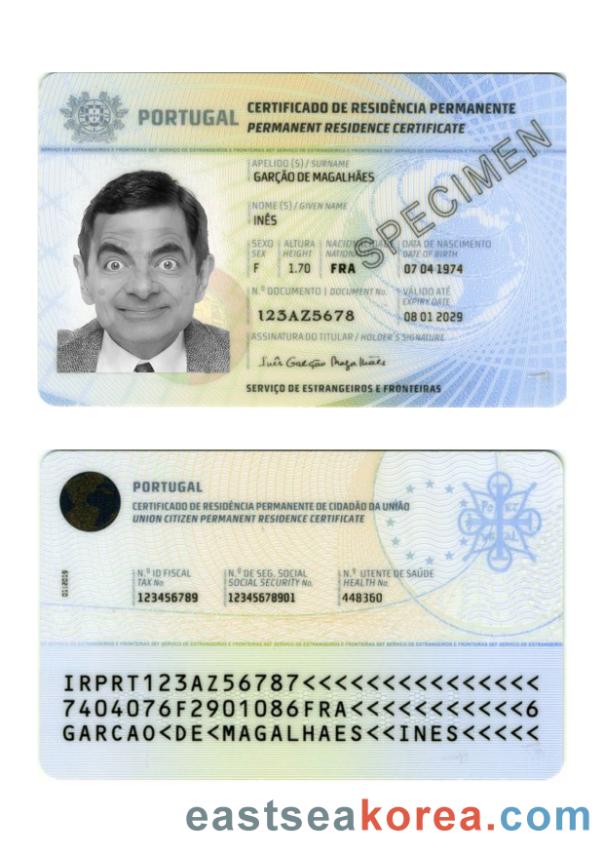 PORTUGAL
CERTIFICADO DE RESIDÊNCIA PERMANENTE
PERMANENT RESIDENCE CERTIFICATE
SPECIMEN
APELIDO (S) / SURNAME
GARÇÃO DE MAGALHÃES
NOME (S) / GIVEN NAME
INÊS
SEXO ALTURA DATA DE NASCIMENTO
SEX HEIGHT DATE OF BIRTH
F 1.70 FRA 07 04 1974
N.º DOCUMENTO / DOCUMENT No. VÁLIDO ATÉ
EXPIRY DATE
123AZ5678 08 01 2029
ASSINATURA DO TITULAR / HOLDER'S SIGNATURE
Inês Garção Magalhães
SERVIÇO DE ESTRANGEIROS E FRONTEIRAS
PORTUGAL
CERTIFICADO DE RESIDÊNCIA PERMANENTE DE CIDADÃO DA UNIÃO
UNION CITIZEN PERMANENT RESIDENCE CERTIFICATE
N.º ID FISCAL N.º DE SEG. SOCIAL N.º UTENTE DE SAÚDE
TAX No. SOCIAL SECURITY No. HEALTH No.
123456789 12345678901 448360
IRPRT123AZ56787<<<<<<<<<<<<<<<
7404076F2901086FRA<<<<<<<<<<<6
GARCAO<DE<MAGALHAES<<INES<<<<<
eastseakorea.com